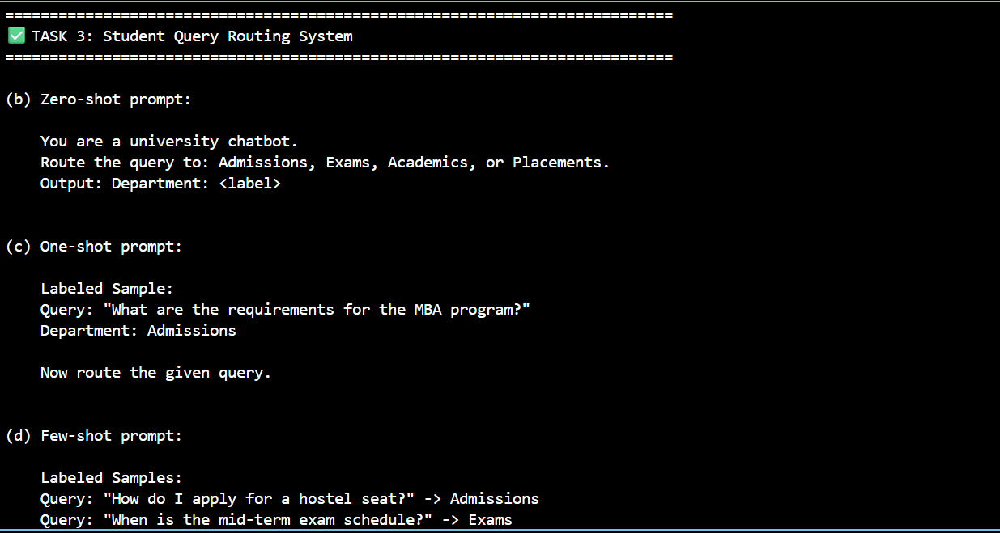 ===========================================================================
✅ TASK 3: Student Query Routing System
===========================================================================
(b) Zero-shot prompt:
You are a university chatbot.
Route the query to: Admissions, Exams, Academics, or Placements.
Output: Department: <label>
(c) One-shot prompt:
Labeled Sample:
Query: "What are the requirements for the MBA program?"
Department: Admissions
Now route the given query.
(d) Few-shot prompt:
Labeled Samples:
Query: "How do I apply for a hostel seat?" -> Admissions
Query: "When is the mid-term exam schedule?" -> Exams